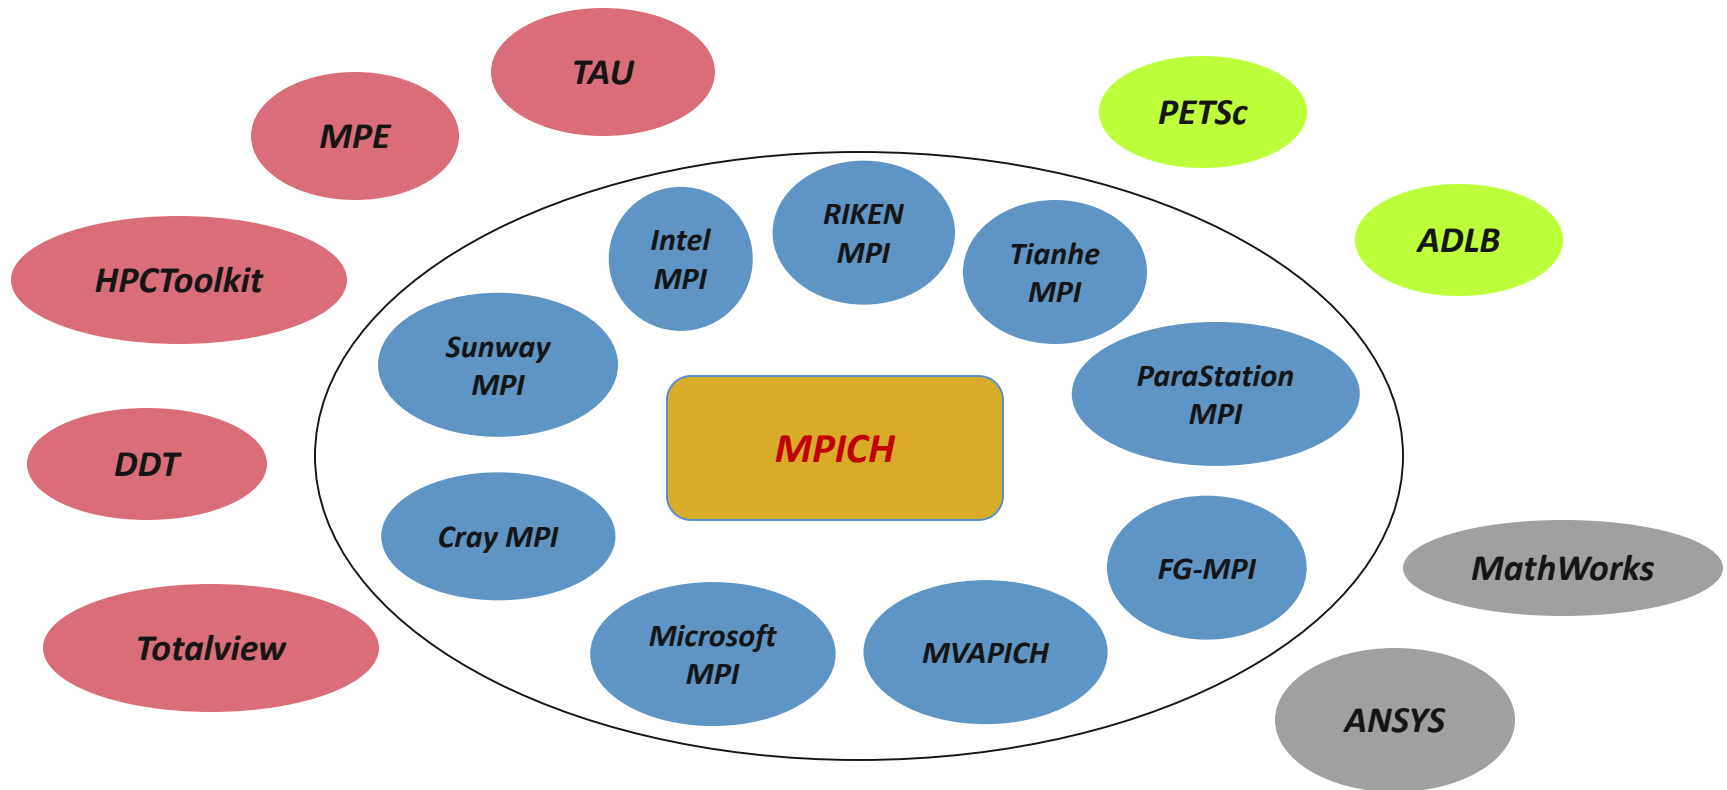 TAU
MPE
PETSc
ADLB
HPCToolkit
Intel
MPI
RIKEN
MPI
Tianhe
MPI
Sunway
MPI
ParaStation
MPI
MPICH
DDT
Cray MPI
FG-MPI
MathWorks
Totalview
Microsoft
MPI
MVAPICH
ANSYS